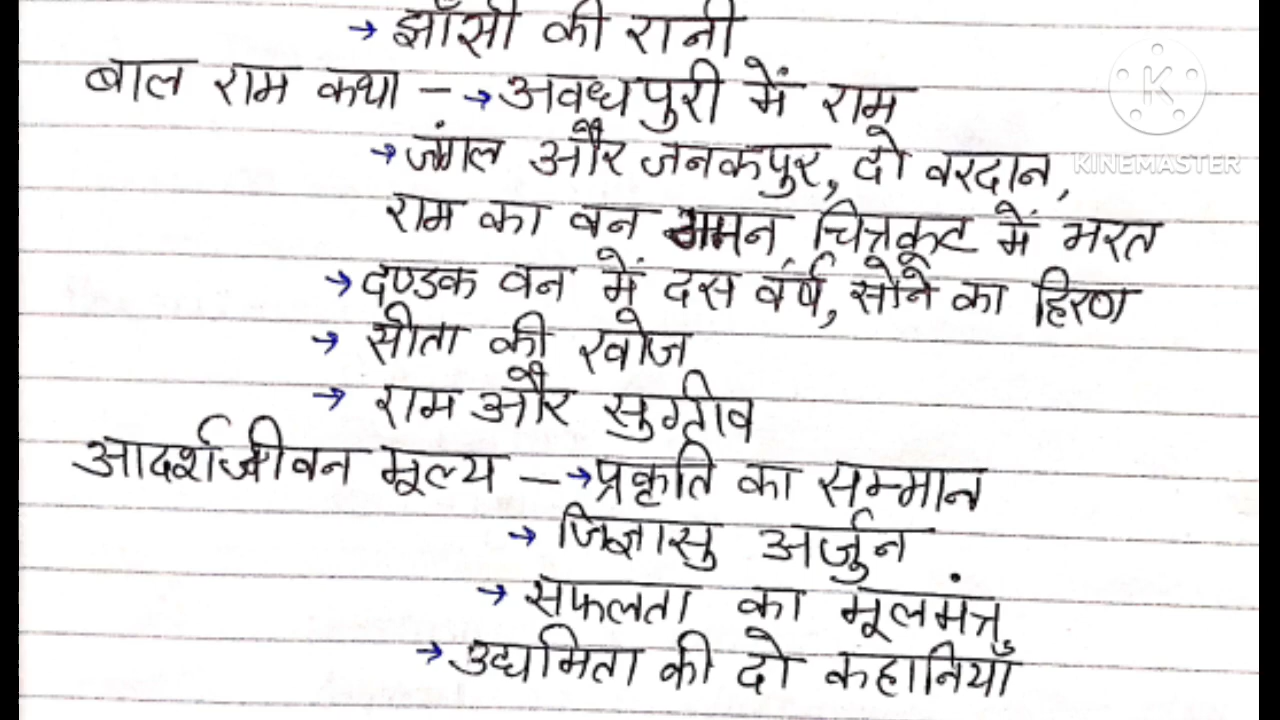 → झाँसी की रानी
बाल राम कथा - → अवधपुरी में राम
→ जंगल और जनकपुर, दो वरदान,
राम का वन गमन, चित्रकूट में भरत
→ दण्डक वन में दस वर्ष, सोने का हिरण
→ सीता की खोज
→ राम और सुग्रीव
आदर्श जीवन मूल्य - → प्रकृति का सम्मान
→ जिज्ञासु अर्जुन
→ सफलता का मूलमंत्र
→ उद्यमिता की दो कहानियाँ
K
KINEMASTER